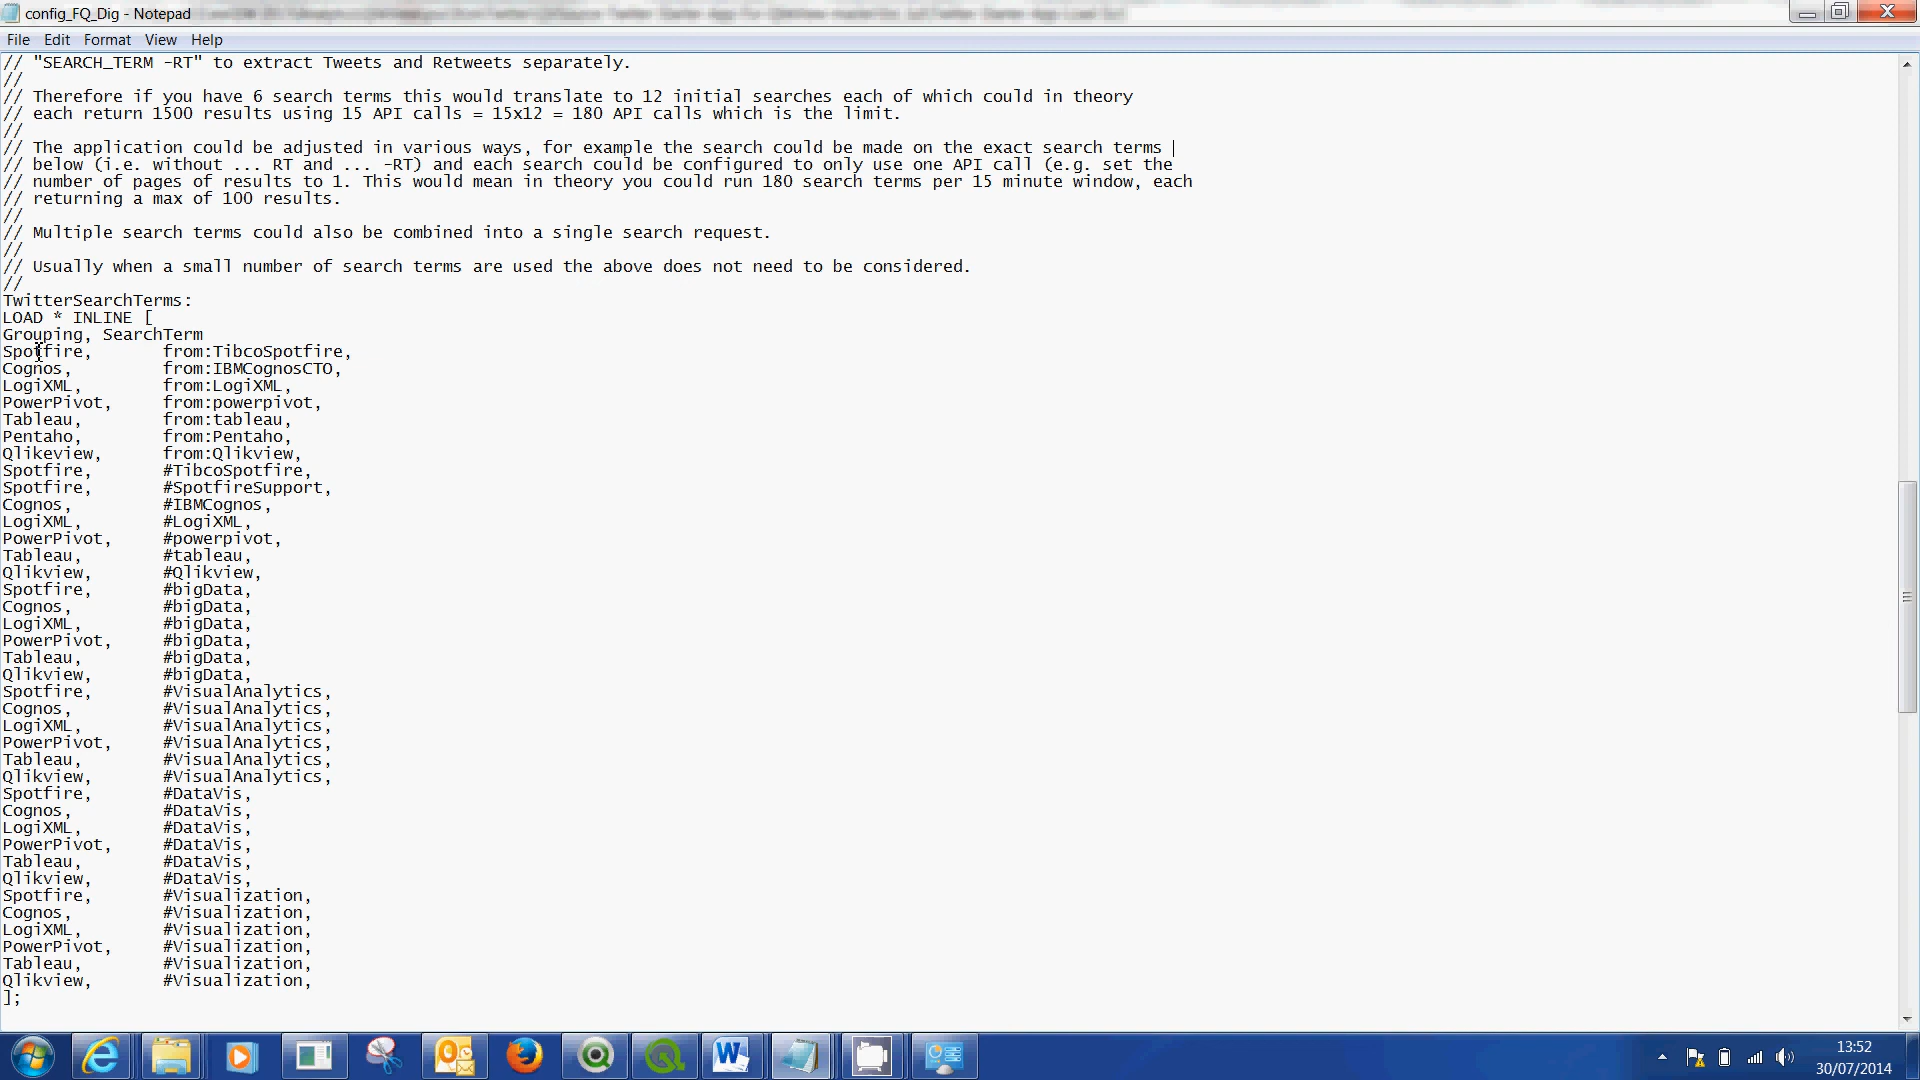 config_FQ_Dig - Notepad
File Edit Format View Help
// "SEARCH_TERM -RT" to extract Tweets and Retweets separately.
//
// Therefore if you have 6 search terms this would translate to 12 initial searches each of which could in theory
// each return 1500 results using 15 API calls = 15x12 = 180 API calls which is the limit.
//
// The application could be adjusted in various ways, for example the search could be made on the exact search terms
// below (i.e. without ... RT and ... -RT) and each search could be configured to only use one API call (e.g. set the
// number of pages of results to 1. This would mean in theory you could run 180 search terms per 15 minute window, each
// returning a max of 100 results.
//
// Multiple search terms could also be combined into a single search request.
//
// Usually when a small number of search terms are used the above does not need to be considered.
//
TwitterSearchTerms:
LOAD * INLINE [
Grouping, SearchTerm
Spotfire, from:TibcoSpotfire,
Cognos, from:IBMCognosCTO,
LogiXML, from:LogiXML,
PowerPivot, from:powerpivot,
Tableau, from:tableau,
Pentaho, from:Pentaho,
Qlikeview, from:Qlikview,
Spotfire, #TibcoSpotfire,
Spotfire, #SpotfireSupport,
Cognos, #IBMCognos,
LogiXML, #LogiXML,
PowerPivot, #powerpivot,
Tableau, #tableau,
Qlikview, #Qlikview,
Spotfire, #bigData,
Cognos, #bigData,
LogiXML, #bigData,
PowerPivot, #bigData,
Tableau, #bigData,
Qlikview, #bigData,
Spotfire, #VisualAnalytics,
Cognos, #VisualAnalytics,
LogiXML, #VisualAnalytics,
PowerPivot, #VisualAnalytics,
Tableau, #VisualAnalytics,
Qlikview, #VisualAnalytics,
Spotfire, #DataVis,
Cognos, #DataVis,
LogiXML, #DataVis,
PowerPivot, #DataVis,
Tableau, #DataVis,
Qlikview, #DataVis,
Spotfire, #Visualization,
Cognos, #Visualization,
LogiXML, #Visualization,
PowerPivot, #Visualization,
Tableau, #Visualization,
Qlikview, #Visualization,
];
13:52
30/07/2014